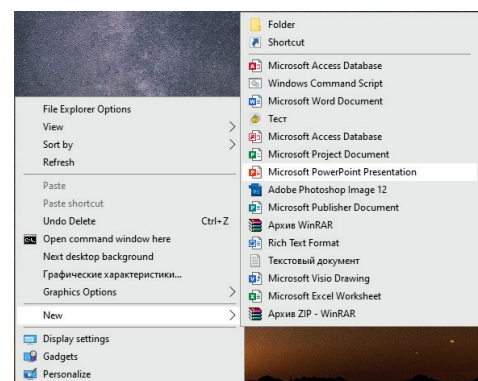 File Explorer Options
View
Sort by
Refresh
Paste
Paste shortcut
Undo Delete Ctrl+Z
Open command window here
Next desktop background
Графические характеристики...
Graphics Options
New
Display settings
Gadgets
Personalize
Folder
Shortcut
Microsoft Access Database
Windows Command Script
Microsoft Word Document
Тест
Microsoft Access Database
Microsoft Project Document
Microsoft PowerPoint Presentation
Adobe Photoshop Image 12
Microsoft Publisher Document
Архив WinRAR
Rich Text Format
Текстовый документ
Microsoft Visio Drawing
Microsoft Excel Worksheet
Архив ZIP - WinRAR